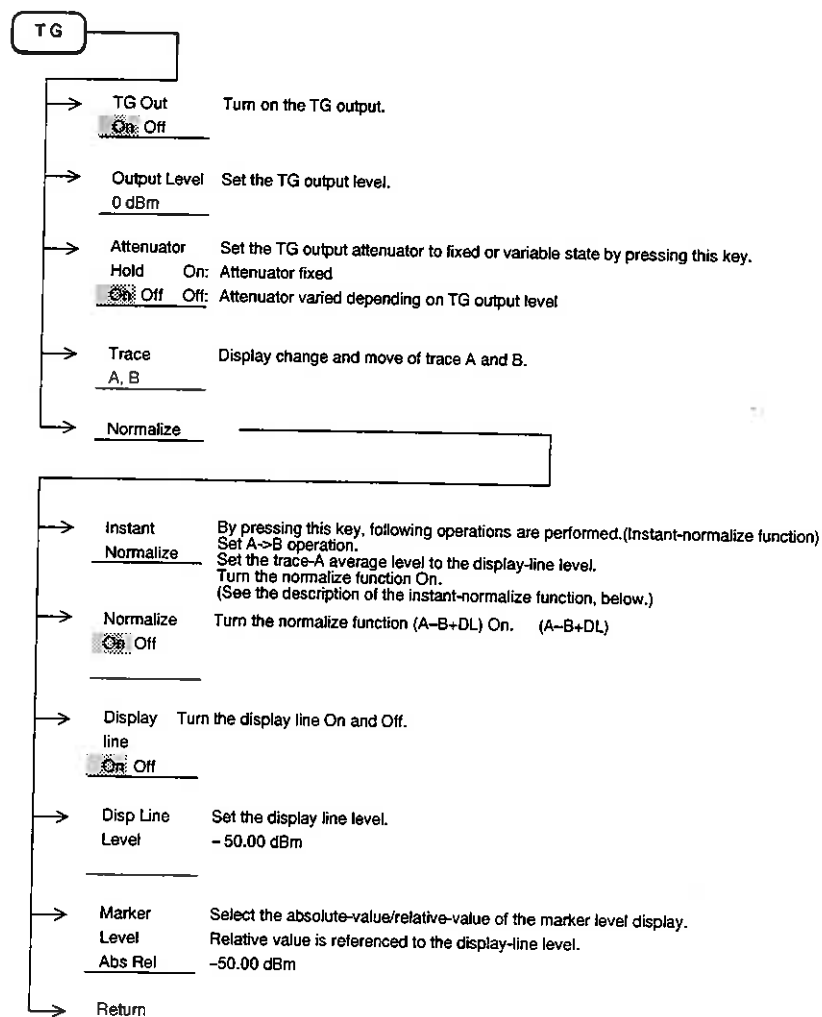 TG
TG Out Turn on the TG output.
On Off
Output Level Set the TG output level.
0 dBm
Attenuator Set the TG output attenuator to fixed or variable state by pressing this key.
Hold On: Attenuator fixed
On Off Off: Attenuator varied depending on TG output level
Trace Display change and move of trace A and B.
A, B
Normalize
Instant By pressing this key, following operations are performed.(Instant-normalize function)
Normalize Set A->B operation.
Set the trace-A average level to the display-line level.
Turn the normalize function On.
(See the description of the instant-normalize function, below.)
Normalize Turn the normalize function (A–B+DL) On. (A–B+DL)
On Off
Display Turn the display line On and Off.
line
On Off
Disp Line Set the display line level.
Level – 50.00 dBm
Marker Select the absolute-value/relative-value of the marker level display.
Level Relative value is referenced to the display-line level.
Abs Rel –50.00 dBm
Return